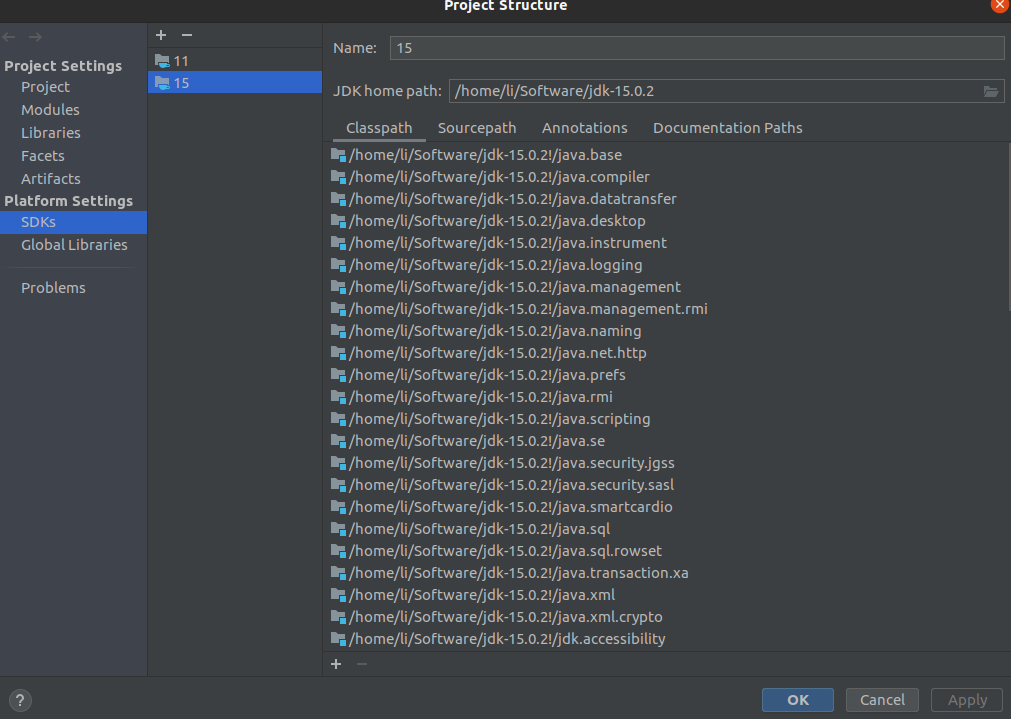 Project Structure
Project Settings
Project
Modules
Libraries
Facets
Artifacts
Platform Settings
SDKs
Global Libraries
Problems
11
15
Name: 15
JDK home path: /home/li/Software/jdk-15.0.2
Classpath Sourcepath Annotations Documentation Paths
/home/li/Software/jdk-15.0.2!/java.base
/home/li/Software/jdk-15.0.2!/java.compiler
/home/li/Software/jdk-15.0.2!/java.datatransfer
/home/li/Software/jdk-15.0.2!/java.desktop
/home/li/Software/jdk-15.0.2!/java.instrument
/home/li/Software/jdk-15.0.2!/java.logging
/home/li/Software/jdk-15.0.2!/java.management
/home/li/Software/jdk-15.0.2!/java.management.rmi
/home/li/Software/jdk-15.0.2!/java.naming
/home/li/Software/jdk-15.0.2!/java.net.http
/home/li/Software/jdk-15.0.2!/java.prefs
/home/li/Software/jdk-15.0.2!/java.rmi
/home/li/Software/jdk-15.0.2!/java.scripting
/home/li/Software/jdk-15.0.2!/java.se
/home/li/Software/jdk-15.0.2!/java.security.jgss
/home/li/Software/jdk-15.0.2!/java.security.sasl
/home/li/Software/jdk-15.0.2!/java.smartcardio
/home/li/Software/jdk-15.0.2!/java.sql
/home/li/Software/jdk-15.0.2!/java.sql.rowset
/home/li/Software/jdk-15.0.2!/java.transaction.xa
/home/li/Software/jdk-15.0.2!/java.xml
/home/li/Software/jdk-15.0.2!/java.xml.crypto
/home/li/Software/jdk-15.0.2!/jdk.accessibility
? OK Cancel Apply